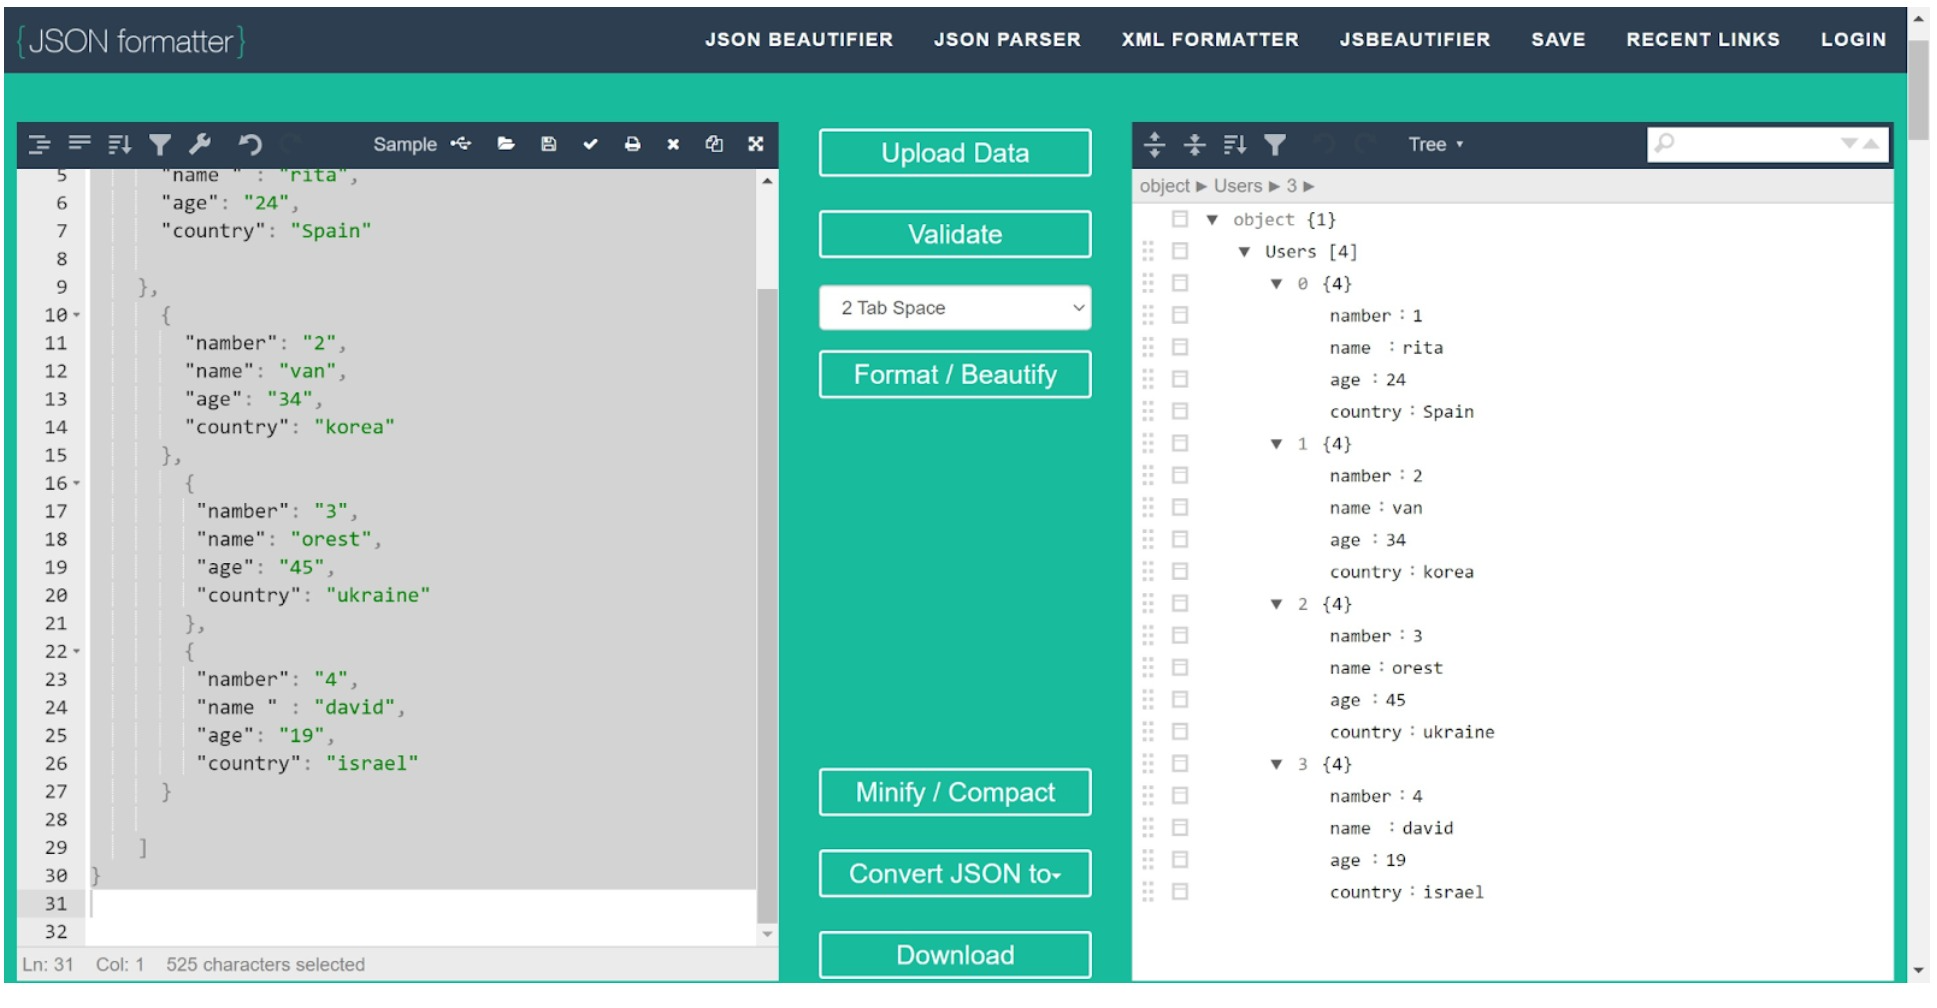 {JSON formatter}
JSON BEAUTIFIER JSON PARSER XML FORMATTER JSBEAUTIFIER SAVE RECENT LINKS LOGIN
Sample
5 "name " : "rita",
6 "age": "24",
7 "country": "Spain"
8
9 },
10 {
11 "namber": "2",
12 "name": "van",
13 "age": "34",
14 "country": "korea"
15 },
16 {
17 "namber": "3",
18 "name": "orest",
19 "age": "45",
20 "country": "ukraine"
21 },
22 {
23 "namber": "4",
24 "name " : "david",
25 "age": "19",
26 "country": "israel"
27 }
28
29 ]
30 }
31
32
Ln: 31 Col: 1 525 characters selected
Upload Data
Validate
2 Tab Space
Format / Beautify
Minify / Compact
Convert JSON to
Download
Tree
object ► Users ► 3 ►
object {1}
Users [4]
0 {4}
namber : 1
name : rita
age : 24
country : Spain
1 {4}
namber : 2
name : van
age : 34
country : korea
2 {4}
namber : 3
name : orest
age : 45
country : ukraine
3 {4}
namber : 4
name : david
age : 19
country : israel